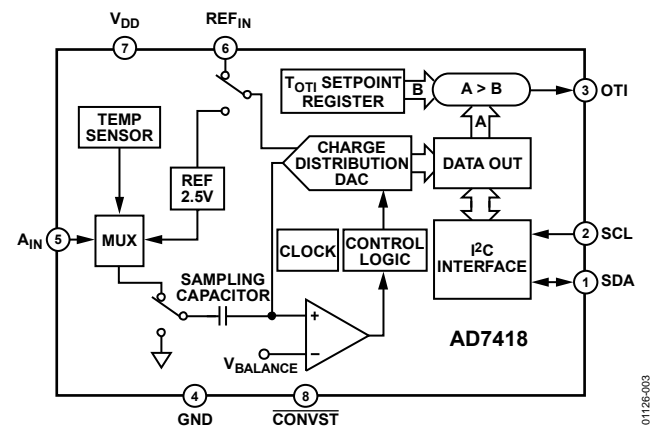 VDD
REFIN
7
6
TOTI SETPOINT
REGISTER
B
A > B
3
OTI
TEMP
SENSOR
A
CHARGE
DISTRIBUTION
DAC
DATA OUT
REF
2.5V
AIN
5
MUX
CLOCK
CONTROL
LOGIC
I2C
INTERFACE
2
SCL
1
SDA
SAMPLING
CAPACITOR
+
−
VBALANCE
AD7418
4
8
GND
CONVST
01126-003